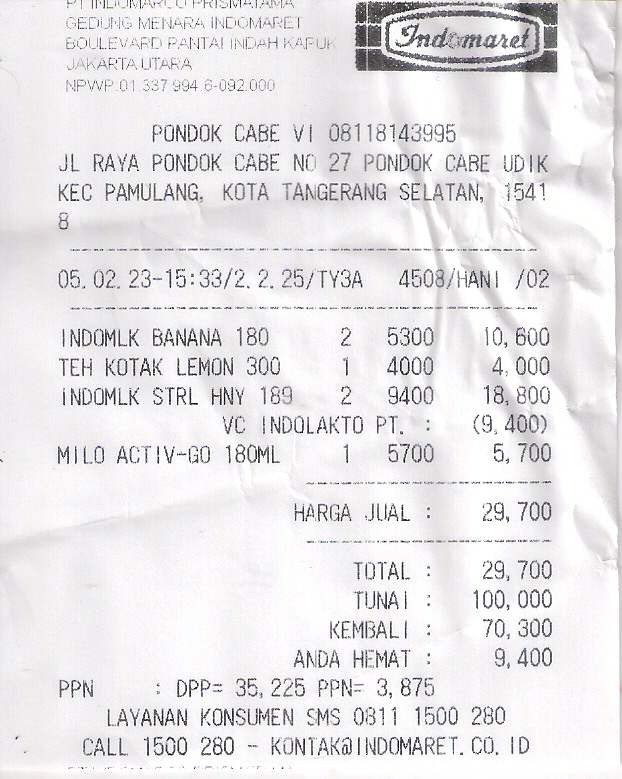 PT INDOMARCO PRISMATAMA
GEDUNG MENARA INDOMARET
BOULEVARD PANTAI INDAH KAPUK
JAKARTA UTARA
NPWP:01.337.994.6-092.000
Indomaret
PONDOK CABE VI 08118143995
JL RAYA PONDOK CABE NO 27 PONDOK CABE UDIK
KEC PAMULANG, KOTA TANGERANG SELATAN, 1541
8
05.02.23-15:33/2.2.25/TY3A 4508/HANI /02
INDOMLK BANANA 180 2 5300 10,600
TEH KOTAK LEMON 300 1 4000 4,000
INDOMLK STRL HNY 189 2 9400 18,800
VC INDOLAKTO PT. : (9,400)
MILO ACTIV-GO 180ML 1 5700 5,700
HARGA JUAL : 29,700
TOTAL : 29,700
TUNAI : 100,000
KEMBALI : 70,300
ANDA HEMAT : 9,400
PPN : DPP= 35,225 PPN= 3,875
LAYANAN KONSUMEN SMS 0811 1500 280
CALL 1500 280 - KONTAK@INDOMARET.CO.ID